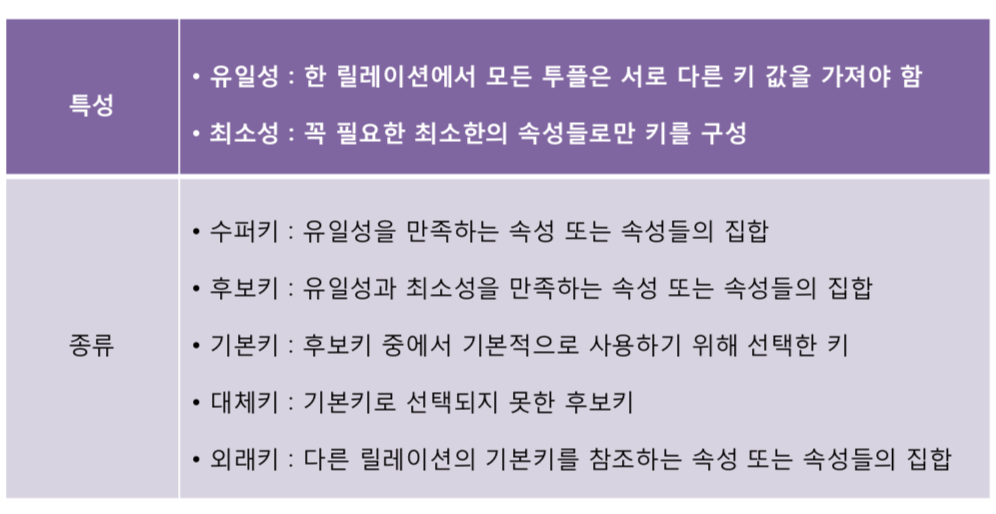 특성
• 유일성 : 한 릴레이션에서 모든 투플은 서로 다른 키 값을 가져야 함
• 최소성 : 꼭 필요한 최소한의 속성들로만 키를 구성
종류
• 수퍼키 : 유일성을 만족하는 속성 또는 속성들의 집합
• 후보키 : 유일성과 최소성을 만족하는 속성 또는 속성들의 집합
• 기본키 : 후보키 중에서 기본적으로 사용하기 위해 선택한 키
• 대체키 : 기본키로 선택되지 못한 후보키
• 외래키 : 다른 릴레이션의 기본키를 참조하는 속성 또는 속성들의 집합